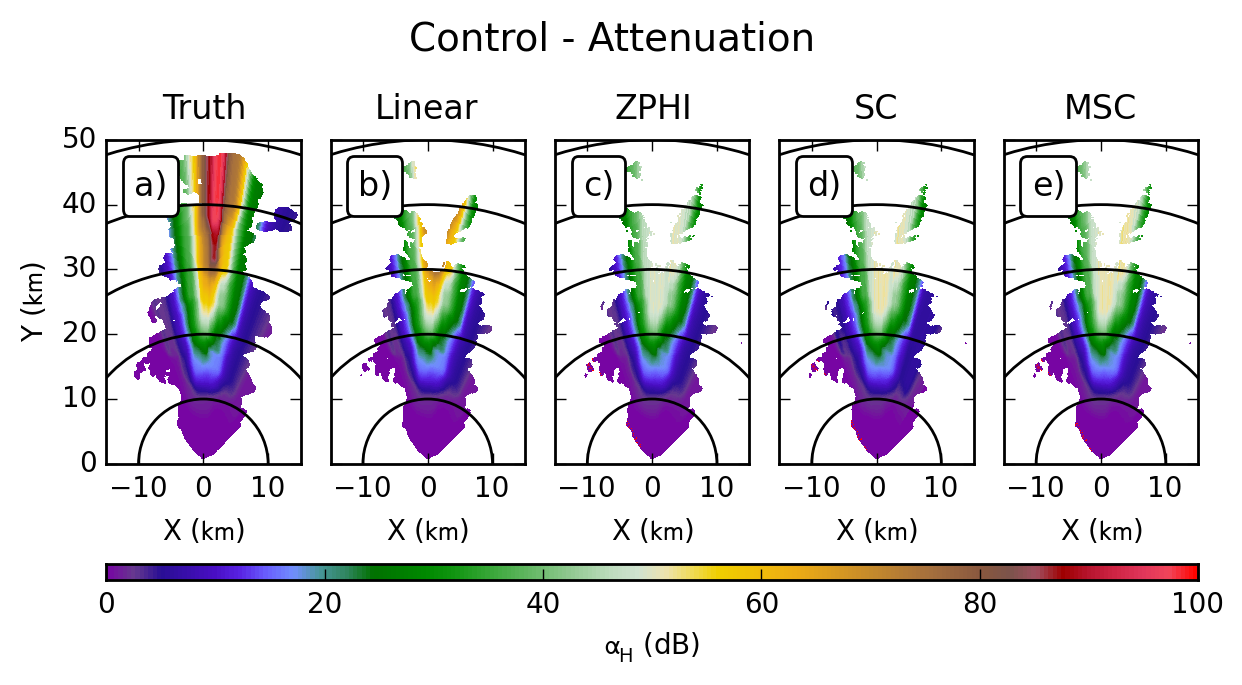 Control - Attenuation
Truth Linear ZPHI SC MSC
a) b) c) d) e)
50
40
30
20
10
0
Y (km)
−10 0 10 −10 0 10 −10 0 10 −10 0 10 −10 0 10
X (km) X (km) X (km) X (km) X (km)
0 20 40 60 80 100
αH (dB)